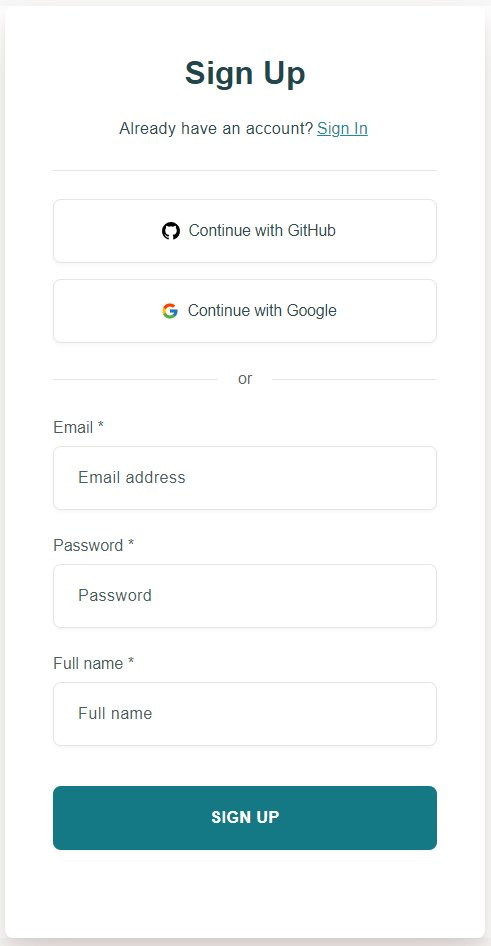 Sign Up
Already have an account? Sign In
Continue with GitHub
Continue with Google
or
Email *
Email address
Password *
Password
Full name *
Full name
SIGN UP